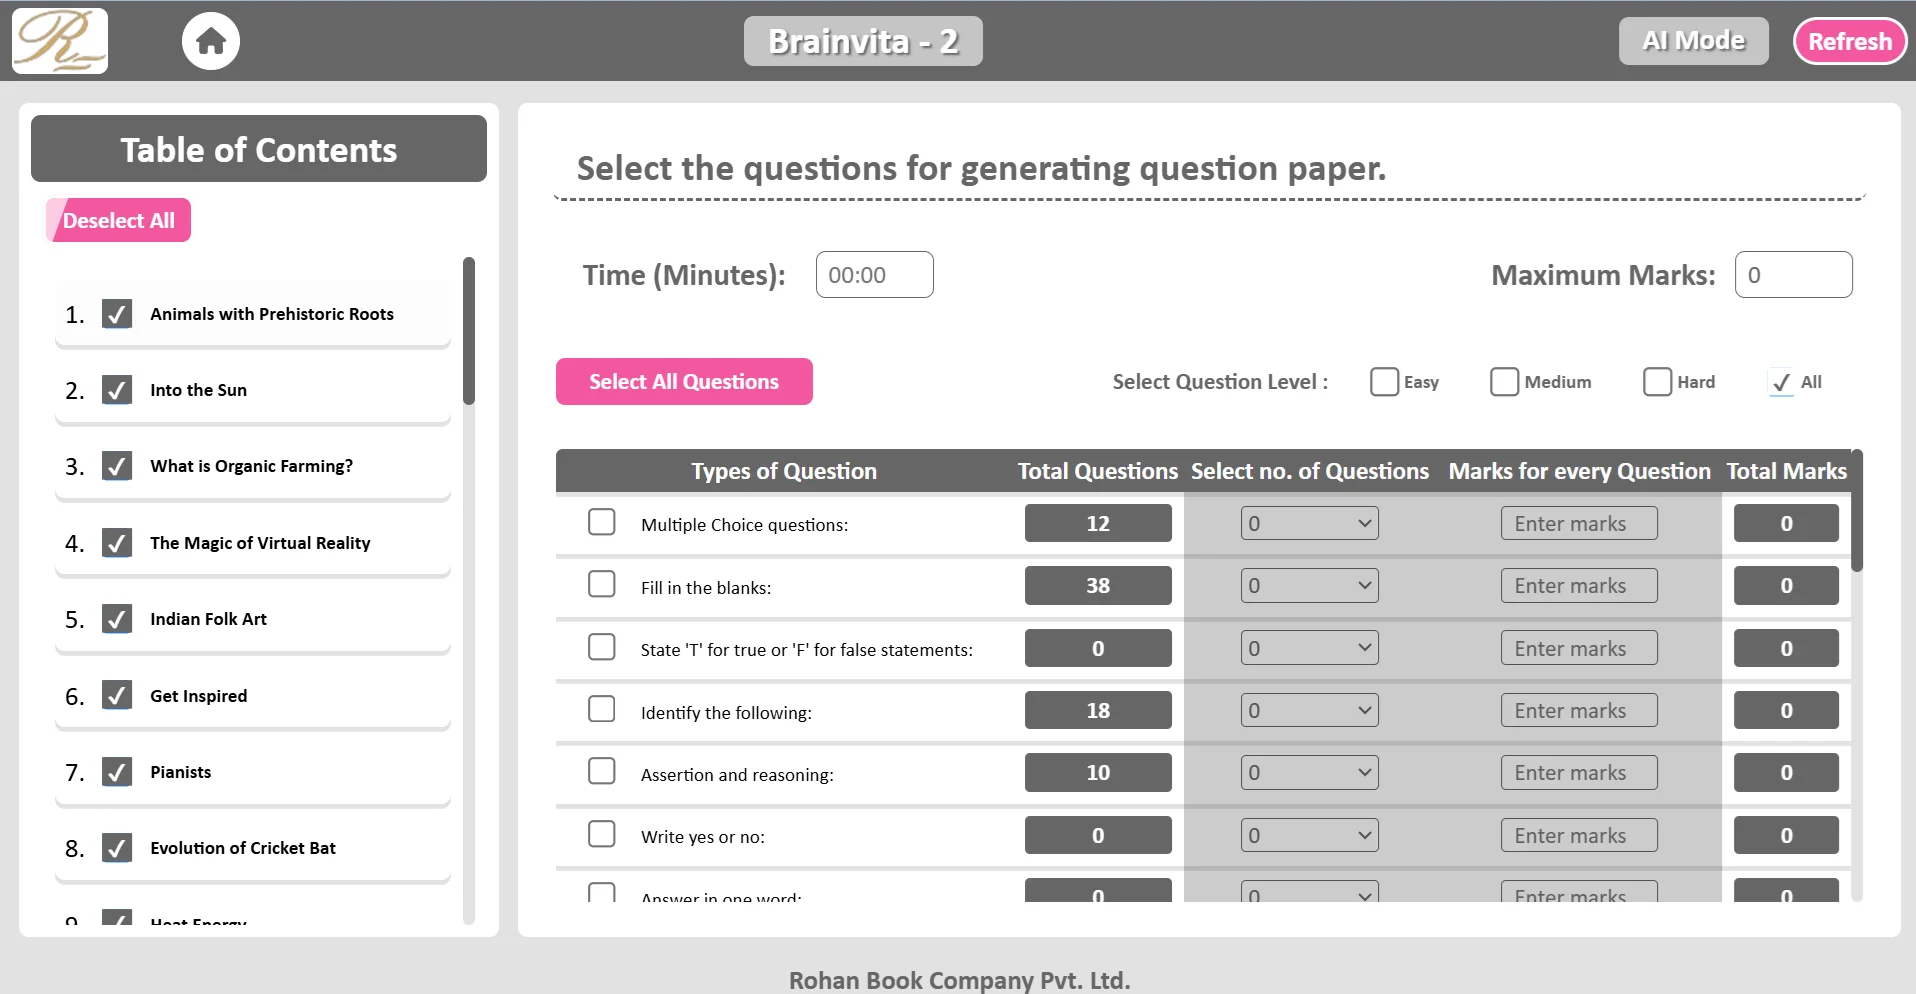 R
Brainvita - 2
AI Mode
Refresh
Table of Contents
Deselect All
1. Animals with Prehistoric Roots
2. Into the Sun
3. What is Organic Farming?
4. The Magic of Virtual Reality
5. Indian Folk Art
6. Get Inspired
7. Pianists
8. Evolution of Cricket Bat
9. Heat Energy
Select the questions for generating question paper.
Time (Minutes): 00:00
Maximum Marks: 0
Select All Questions
Select Question Level : Easy Medium Hard All
Types of Question Total Questions Select no. of Questions Marks for every Question Total Marks
Multiple Choice questions: 12 0 Enter marks 0
Fill in the blanks: 38 0 Enter marks 0
State 'T' for true or 'F' for false statements: 0 0 Enter marks 0
Identify the following: 18 0 Enter marks 0
Assertion and reasoning: 10 0 Enter marks 0
Write yes or no: 0 0 Enter marks 0
Answer in one word: 0 0 Enter marks 0
Rohan Book Company Pvt. Ltd.